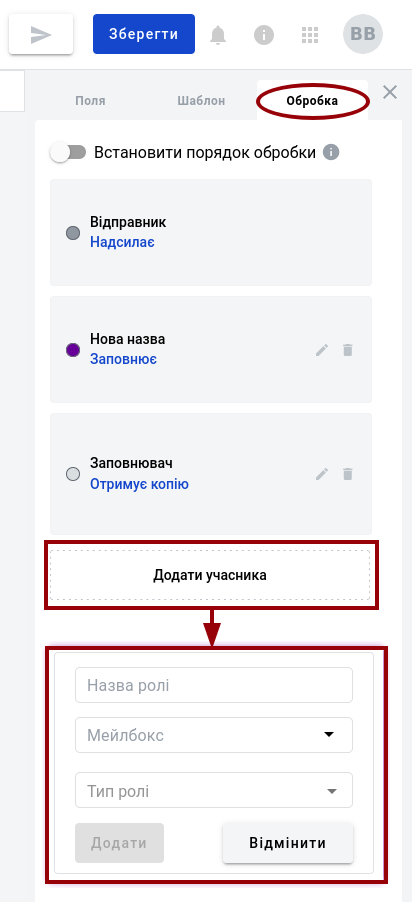 Зберегти
BB
Поля
Шаблон
Обробка
Встановити порядок обробки
Відправник
Надсилає
Нова назва
Заповнює
Заповнювач
Отримує копію
Додати учасника
Назва ролі
Мейлбокс
Тип ролі
Додати
Відмінити